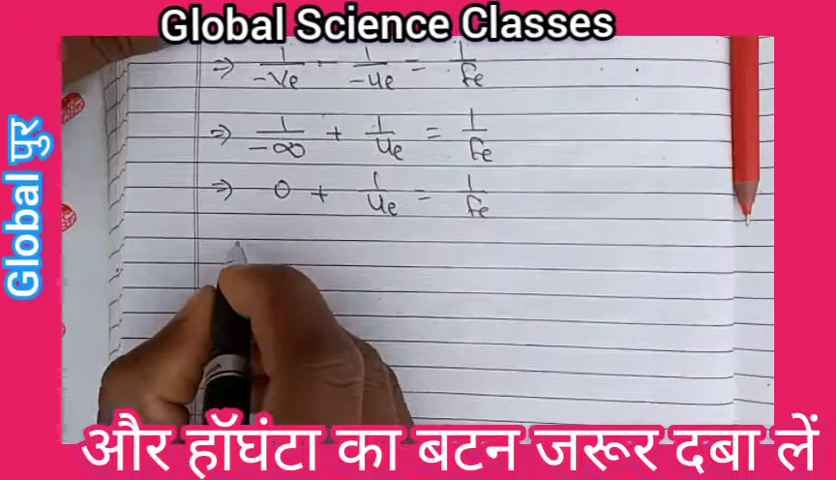 Global Science Classes
⇒ 1/-Ve - 1/-ue = 1/fe
⇒ 1/-∞ + 1/ue = 1/fe
⇒ 0 + 1/ue = 1/fe
Global पुर
और हॉघंटा का बटन जरूर दबा लें